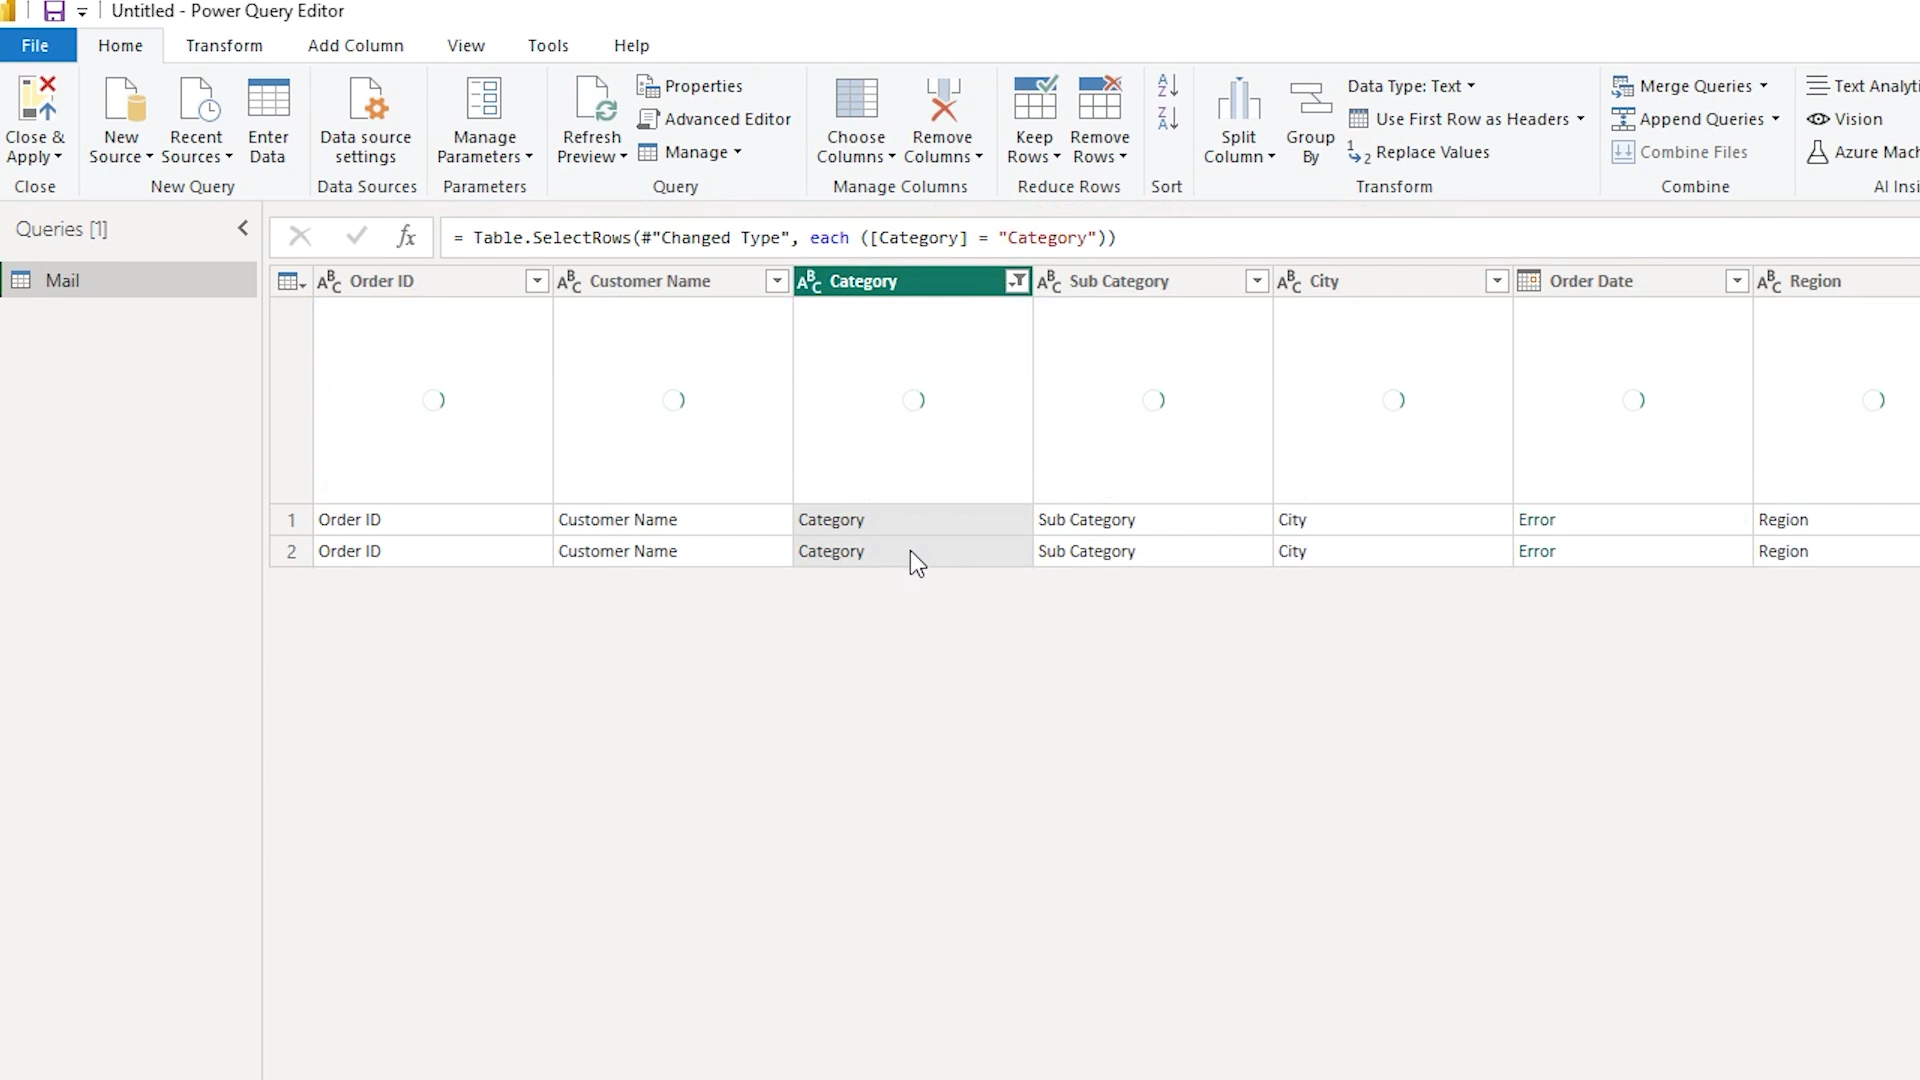 Untitled - Power Query Editor
File Home Transform Add Column View Tools Help
Close & Apply
New Source
Recent Sources
Enter Data
Data source settings
Manage Parameters
Refresh Preview
Properties
Advanced Editor
Manage
Choose Columns
Remove Columns
Keep Rows
Remove Rows
Split Column
Group By
Data Type: Text
Use First Row as Headers
Replace Values
Merge Queries
Append Queries
Combine Files
Text Analyti
Vision
Azure Mach
Close New Query Data Sources Parameters Query Manage Columns Reduce Rows Sort Transform Combine AI Insi
Queries [1]
Mail
fx = Table.SelectRows(#"Changed Type", each ([Category] = "Category"))
Order ID Customer Name Category Sub Category City Order Date Region
1 Order ID Customer Name Category Sub Category City Error Region
2 Order ID Customer Name Category Sub Category City Error Region